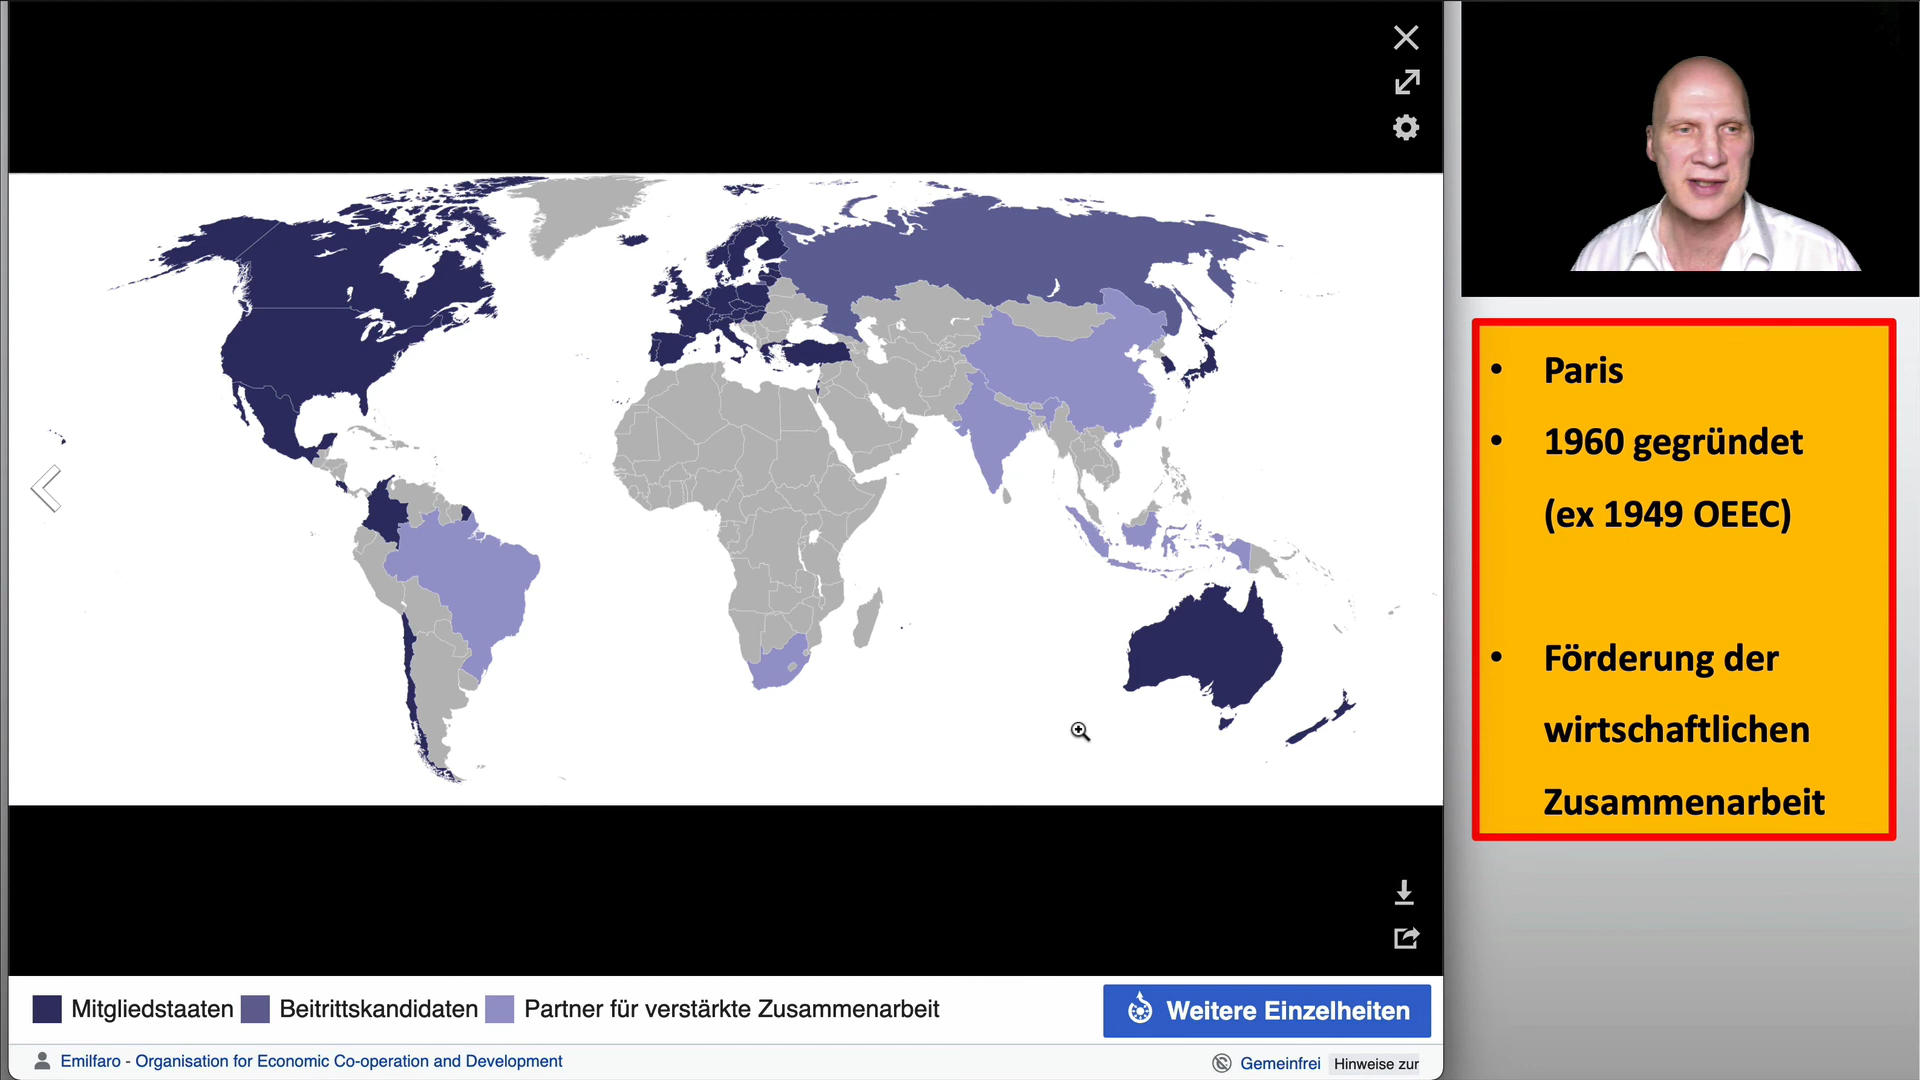 Mitgliedstaaten Beitrittskandidaten Partner für verstärkte Zusammenarbeit
Weitere Einzelheiten
Emilfaro - Organisation for Economic Co-operation and Development
Gemeinfrei Hinweise zur
• Paris
• 1960 gegründet
(ex 1949 OEEC)
• Förderung der
wirtschaftlichen
Zusammenarbeit